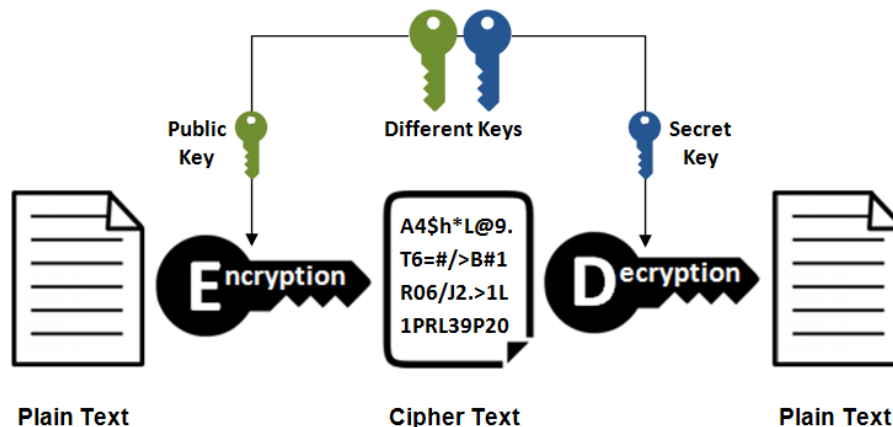 Public
Key
Different Keys
Secret
Key
Encryption
A4$h*L@9.
T6=#/>B#1
R06/J2.>1L
1PRL39P20
Decryption
Plain Text
Cipher Text
Plain Text